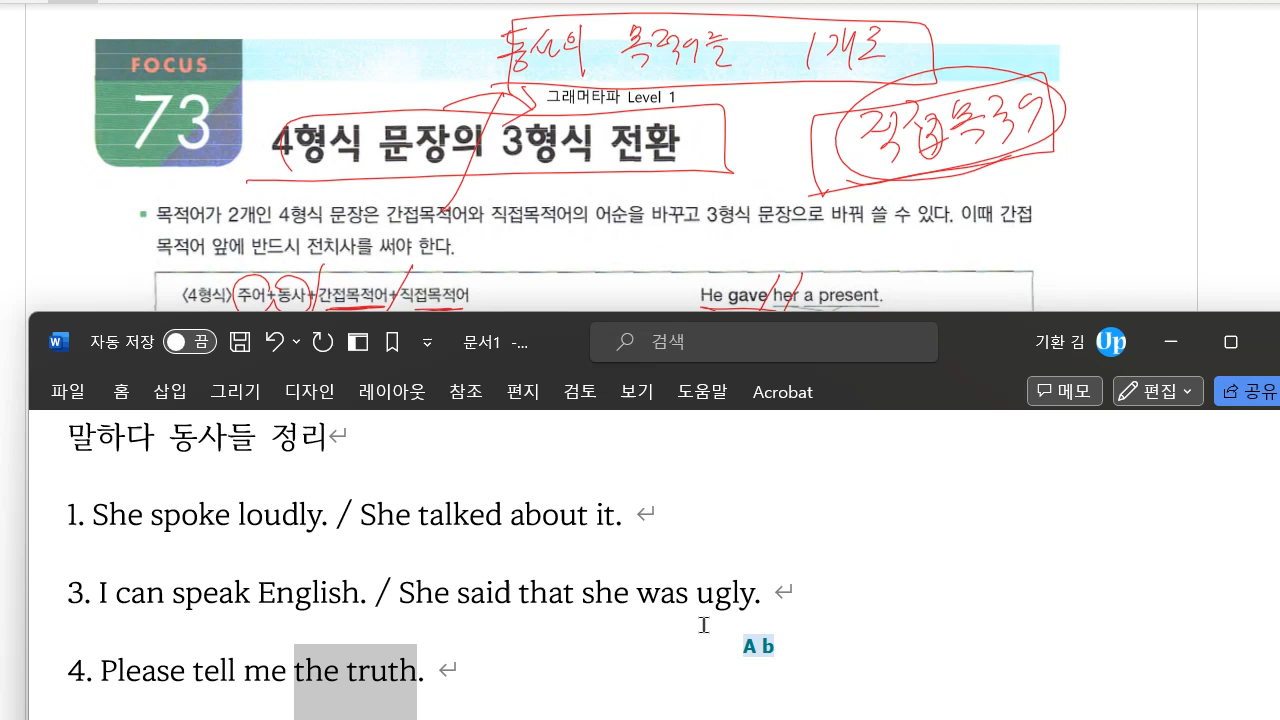 동사의 목적어를 1개로
FOCUS
73
그래머타파 Level 1
4형식 문장의 3형식 전환
직접목적어
목적어가 2개인 4형식 문장은 간접목적어와 직접목적어의 어순을 바꾸고 3형식 문장으로 바꿔 쓸 수 있다. 이때 간접
목적어 앞에 반드시 전치사를 써야 한다.
〈4형식〉 주어+동사+간접목적어+직접목적어 He gave her a present.
자동 저장 끔 문서1 -... 검색 기환 김 Up
파일 홈 삽입 그리기 디자인 레이아웃 참조 편지 검토 보기 도움말 Acrobat 메모 편집 공유
말하다 동사들 정리
1. She spoke loudly. / She talked about it.
3. I can speak English. / She said that she was ugly.
A b
4. Please tell me the truth.